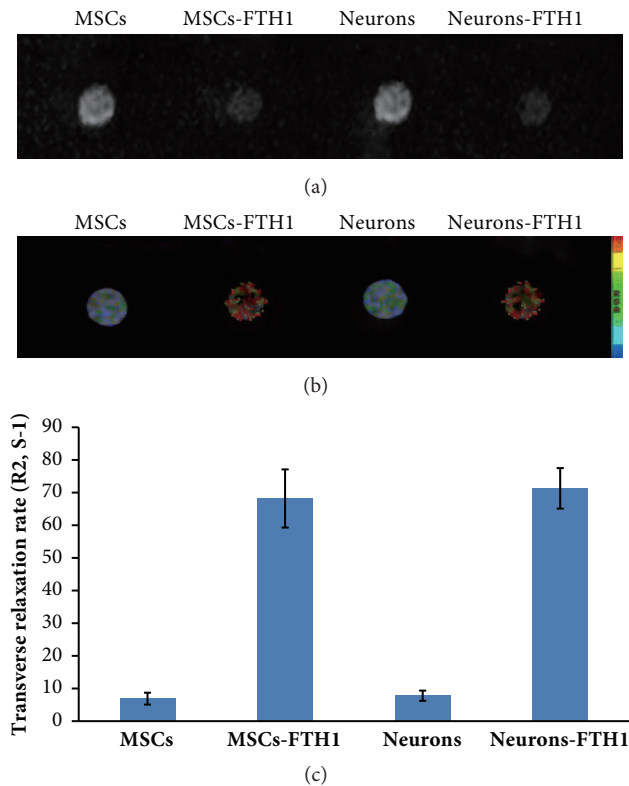 MSCs MSCs-FTH1 Neurons Neurons-FTH1
(a)
MSCs MSCs-FTH1 Neurons Neurons-FTH1
(b)
Transverse relaxation rate (R2, S-1)
90
80
70
60
50
40
30
20
10
0
MSCs MSCs-FTH1 Neurons Neurons-FTH1
(c)